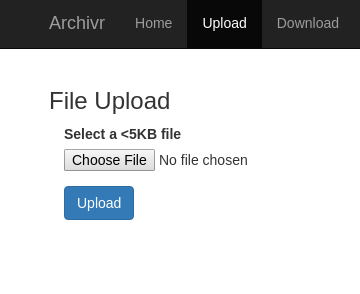 Archivr Home Upload Download
File Upload
Select a <5KB file
Choose File No file chosen
Upload